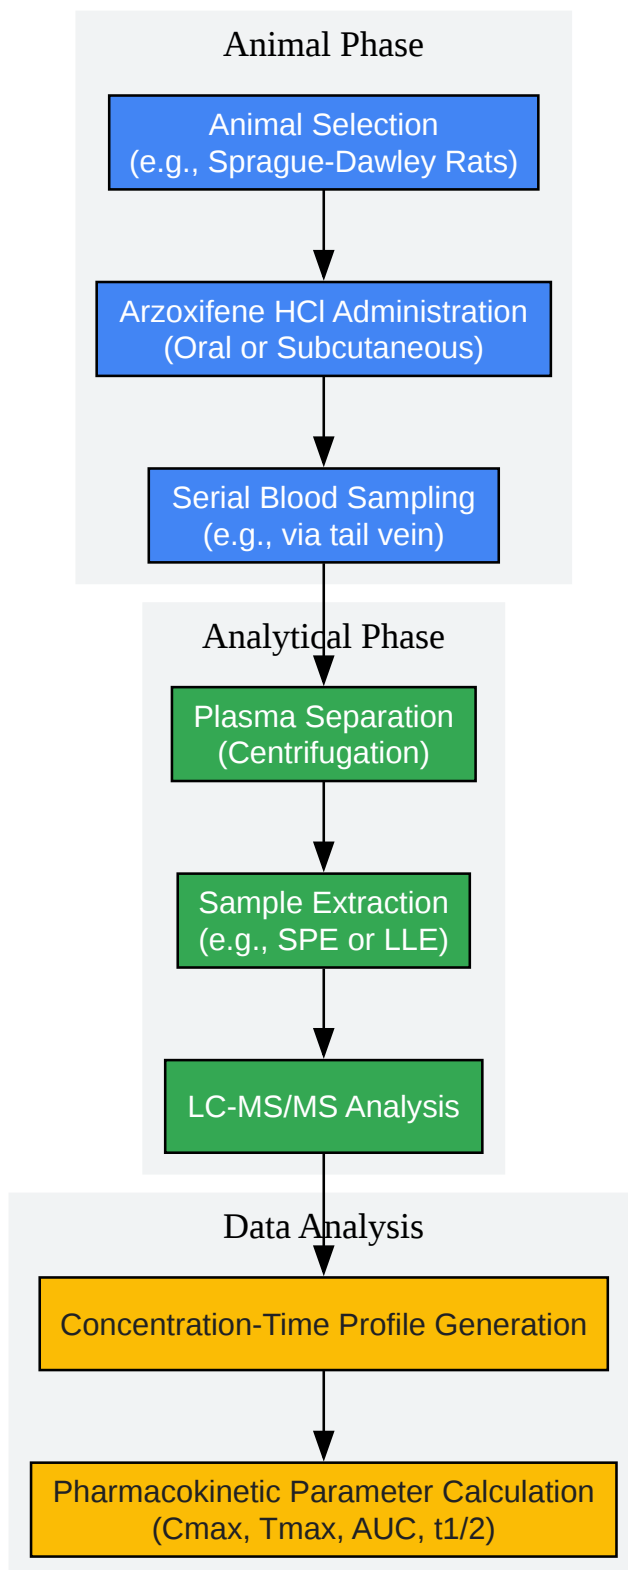 Animal Phase
Animal Selection
(e.g., Sprague-Dawley Rats)
Arzoxifene HCl Administration
(Oral or Subcutaneous)
Serial Blood Sampling
(e.g., via tail vein)
Analytical Phase
Plasma Separation
(Centrifugation)
Sample Extraction
(e.g., SPE or LLE)
LC-MS/MS Analysis
Data Analysis
Concentration-Time Profile Generation
Pharmacokinetic Parameter Calculation
(Cmax, Tmax, AUC, t1/2)